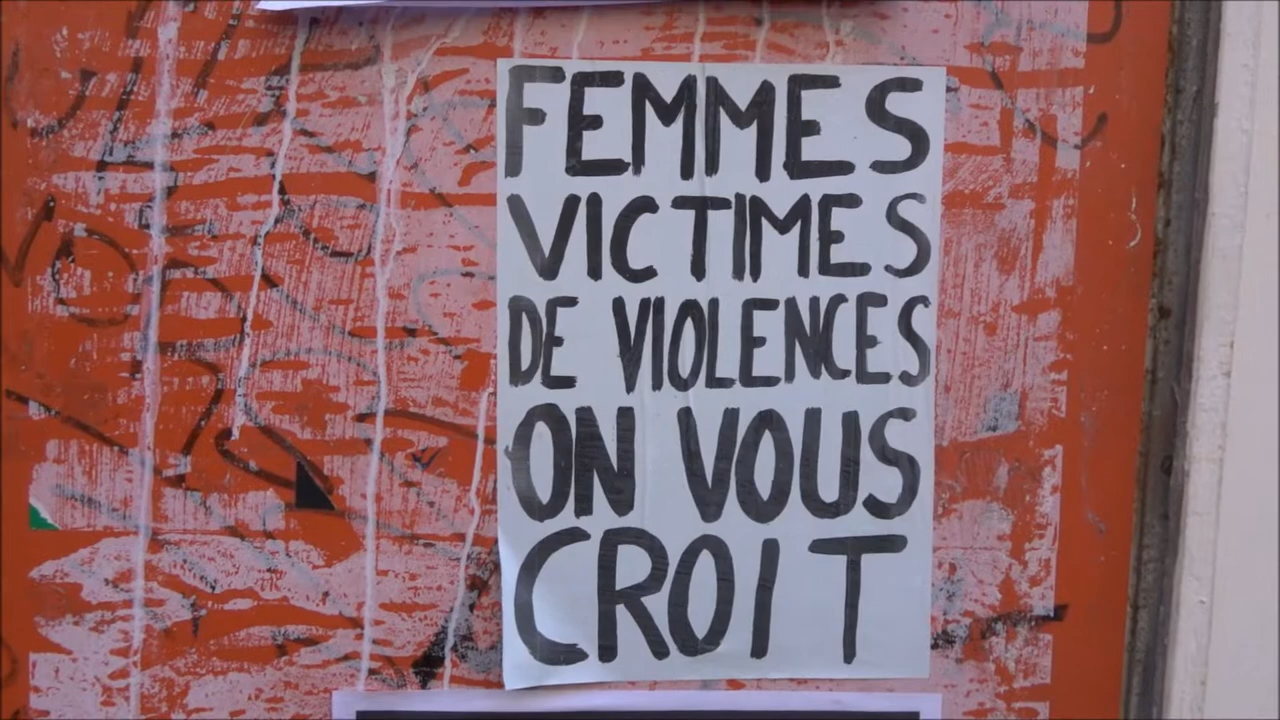 FEMMES
VICTIMES
DE VIOLENCES
ON VOUS
CROIT